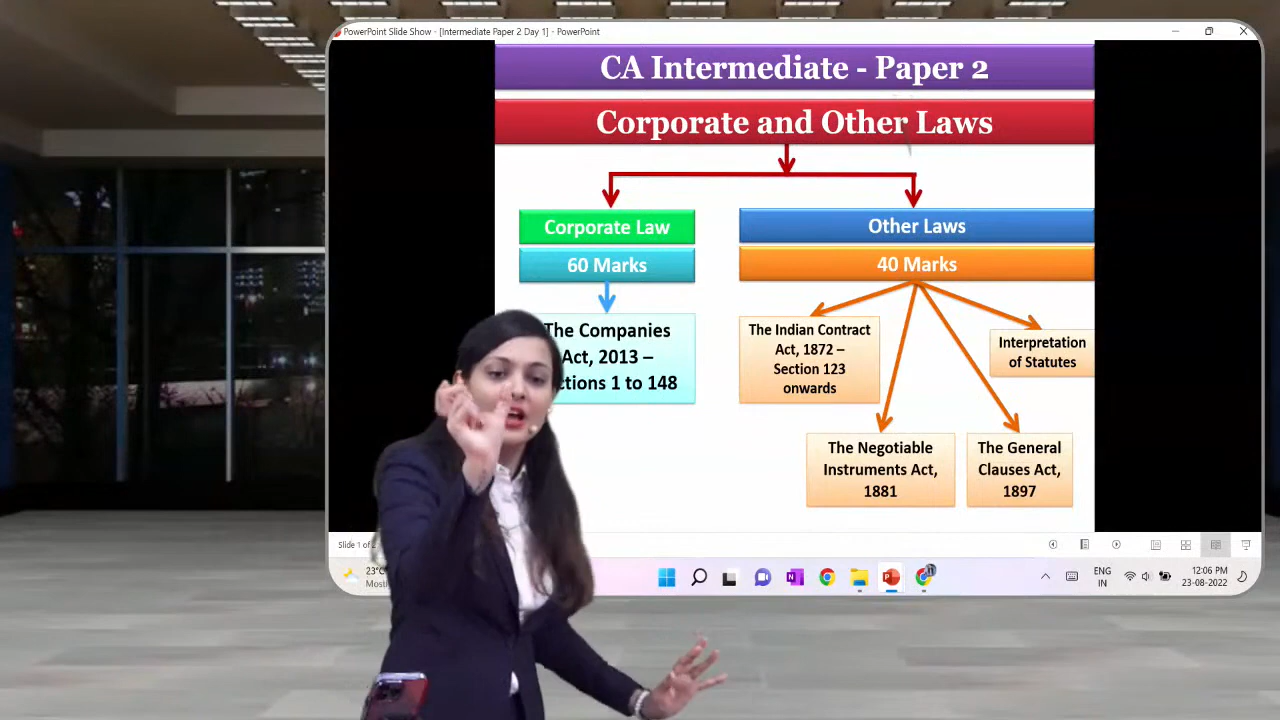 PowerPoint Slide Show - [Intermediate Paper 2 Day 1] - PowerPoint
CA Intermediate - Paper 2
Corporate and Other Laws
Corporate Law
60 Marks
The Companies
Act, 2013 –
ctions 1 to 148
Other Laws
40 Marks
The Indian Contract
Act, 1872 –
Section 123
onwards
Interpretation
of Statutes
The Negotiable
Instruments Act,
1881
The General
Clauses Act,
1897
Slide 1 of
23°C
Mostl
ENG
IN
12:06 PM
23-08-2022